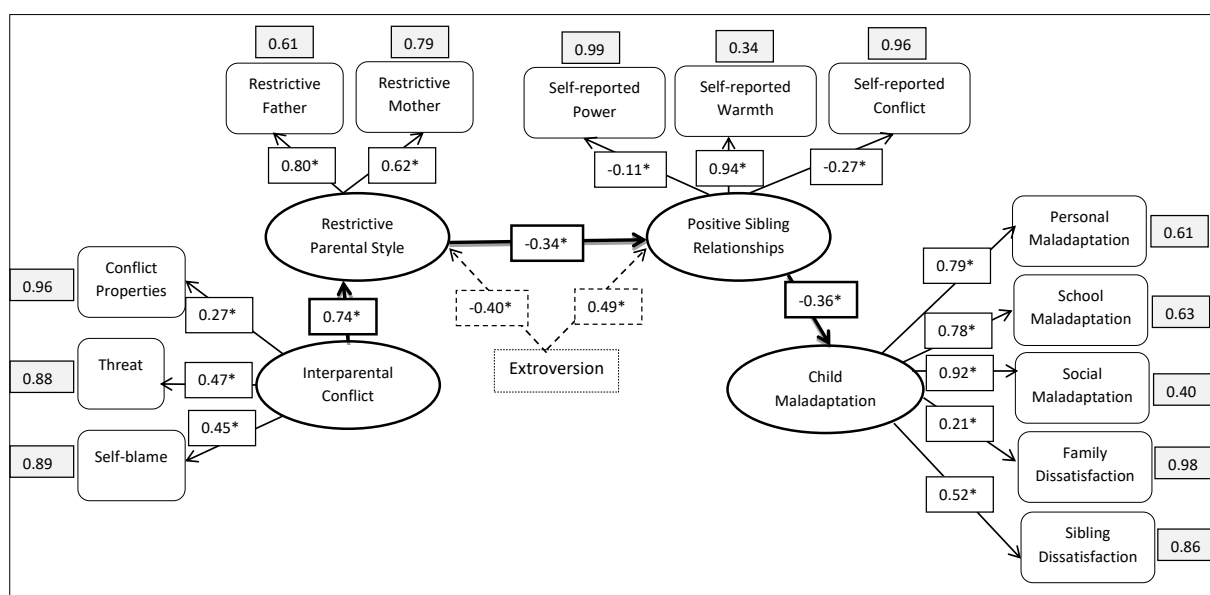 0.61
0.79
0.99
0.34
0.96
Restrictive
Father
Restrictive
Mother
Self-reported
Power
Self-reported
Warmth
Self-reported
Conflict
0.80*
0.62*
-0.11*
0.94*
-0.27*
Restrictive
Parental Style
-0.34*
Positive Sibling
Relationships
Personal
Maladaptation
0.61
0.96
Conflict
Properties
0.27*
0.74*
-0.40*
0.49*
-0.36*
0.79*
School
Maladaptation
0.63
0.78*
0.88
Threat
0.47*
Interparental
Conflict
Extroversion
Child
Maladaptation
0.92*
Social
Maladaptation
0.40
0.45*
0.21*
0.89
Self-blame
Family
Dissatisfaction
0.98
0.52*
Sibling
Dissatisfaction
0.86